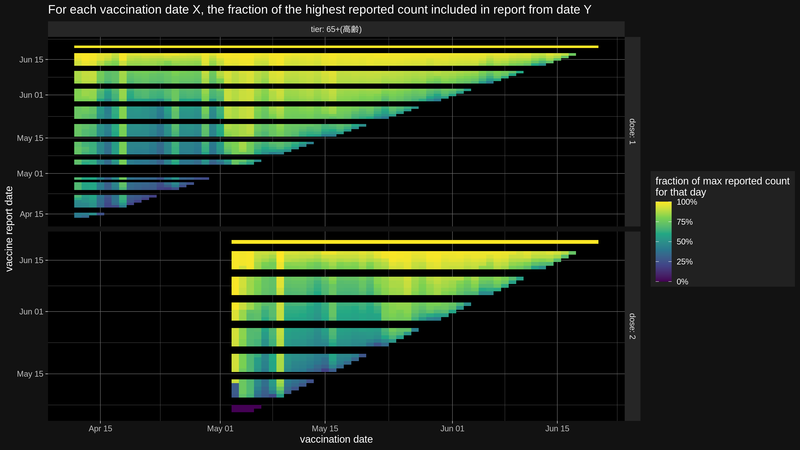 For each vaccination date X, the fraction of the highest reported count included in report from date Y
tier: 65+(高齢)
Jun 15
Jun 01
May 15
May 01
Apr 15
dose: 1
Jun 15
Jun 01
May 15
dose: 2
vaccine report date
Apr 15
May 01
May 15
Jun 01
Jun 15
vaccination date
fraction of max reported count
for that day
100%
75%
50%
25%
0%